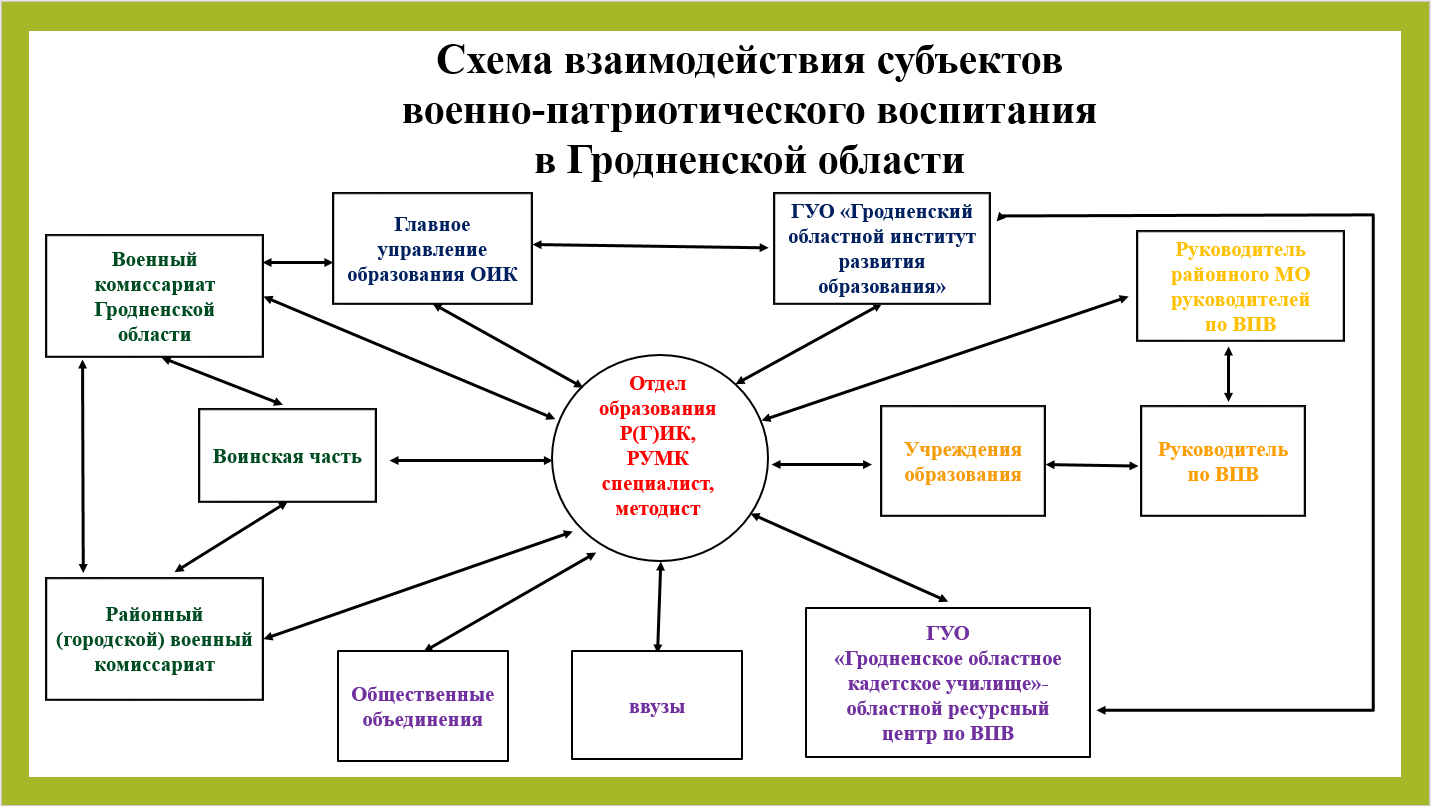 Схема взаимодействия субъектов
военно-патриотического воспитания
в Гродненской области
Главное
управление
образования ОИК
ГУО «Гродненский
областной институт
развития
образования»
Военный
комиссариат
Гродненской
области
Руководитель
районного МО
руководителей
по ВПВ
Отдел
образования
Р(Г)ИК,
РУМК
специалист,
методист
Воинская часть
Учреждения
образования
Руководитель
по ВПВ
Районный
(городской) военный
комиссариат
Общественные
объединения
ввузы
ГУО
«Гродненское областное
кадетское училище»-
областной ресурсный
центр по ВПВ